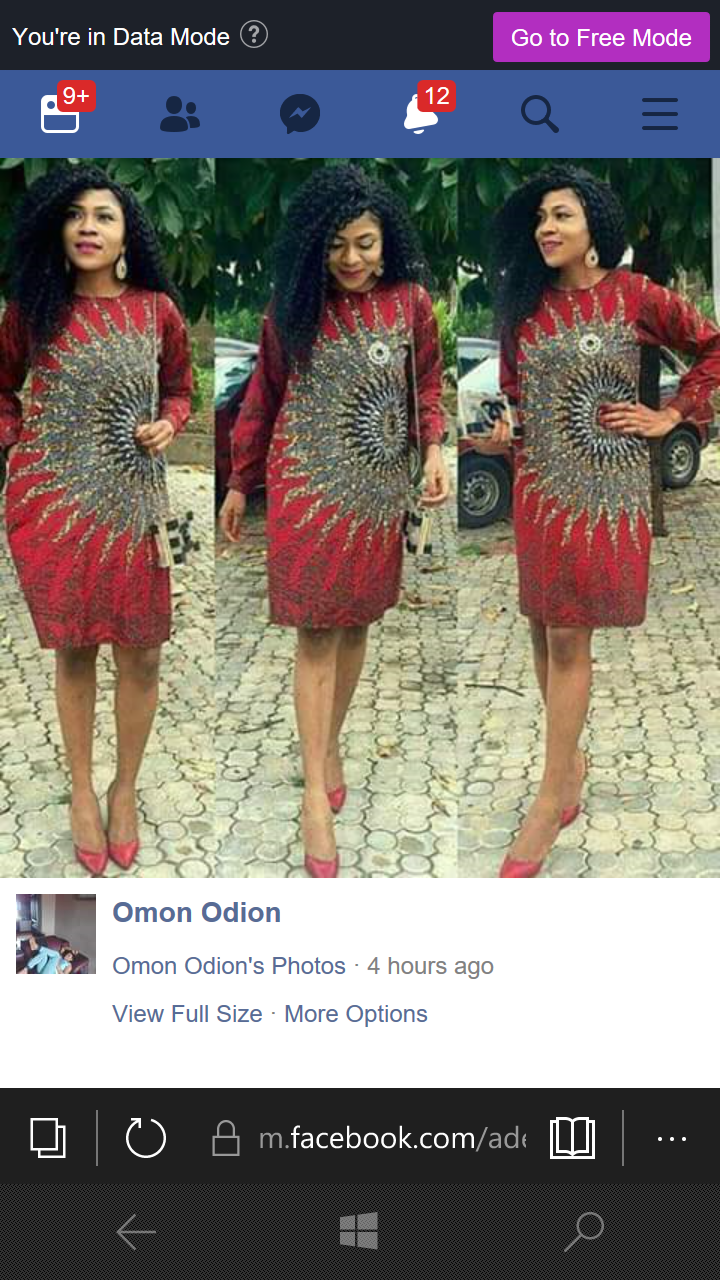 You're in Data Mode ?
Go to Free Mode
9+
12
Omon Odion
Omon Odion's Photos · 4 hours ago
View Full Size · More Options
m.facebook.com/ade